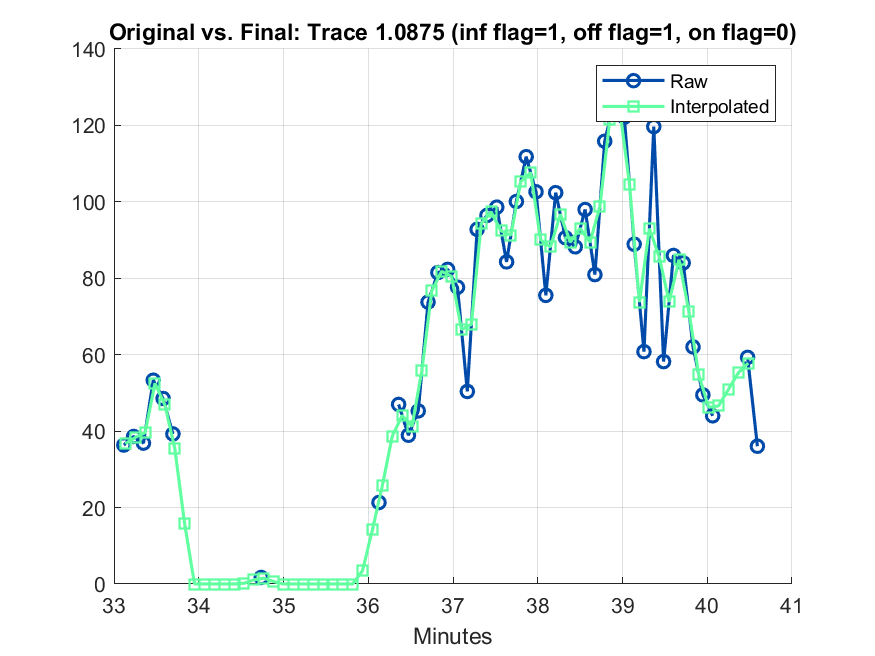 Original vs. Final: Trace 1.0875 (inf flag=1, off flag=1, on flag=0)
140
120
100
80
60
40
20
0
Raw
Interpolated
33 34 35 36 37 38 39 40 41
Minutes